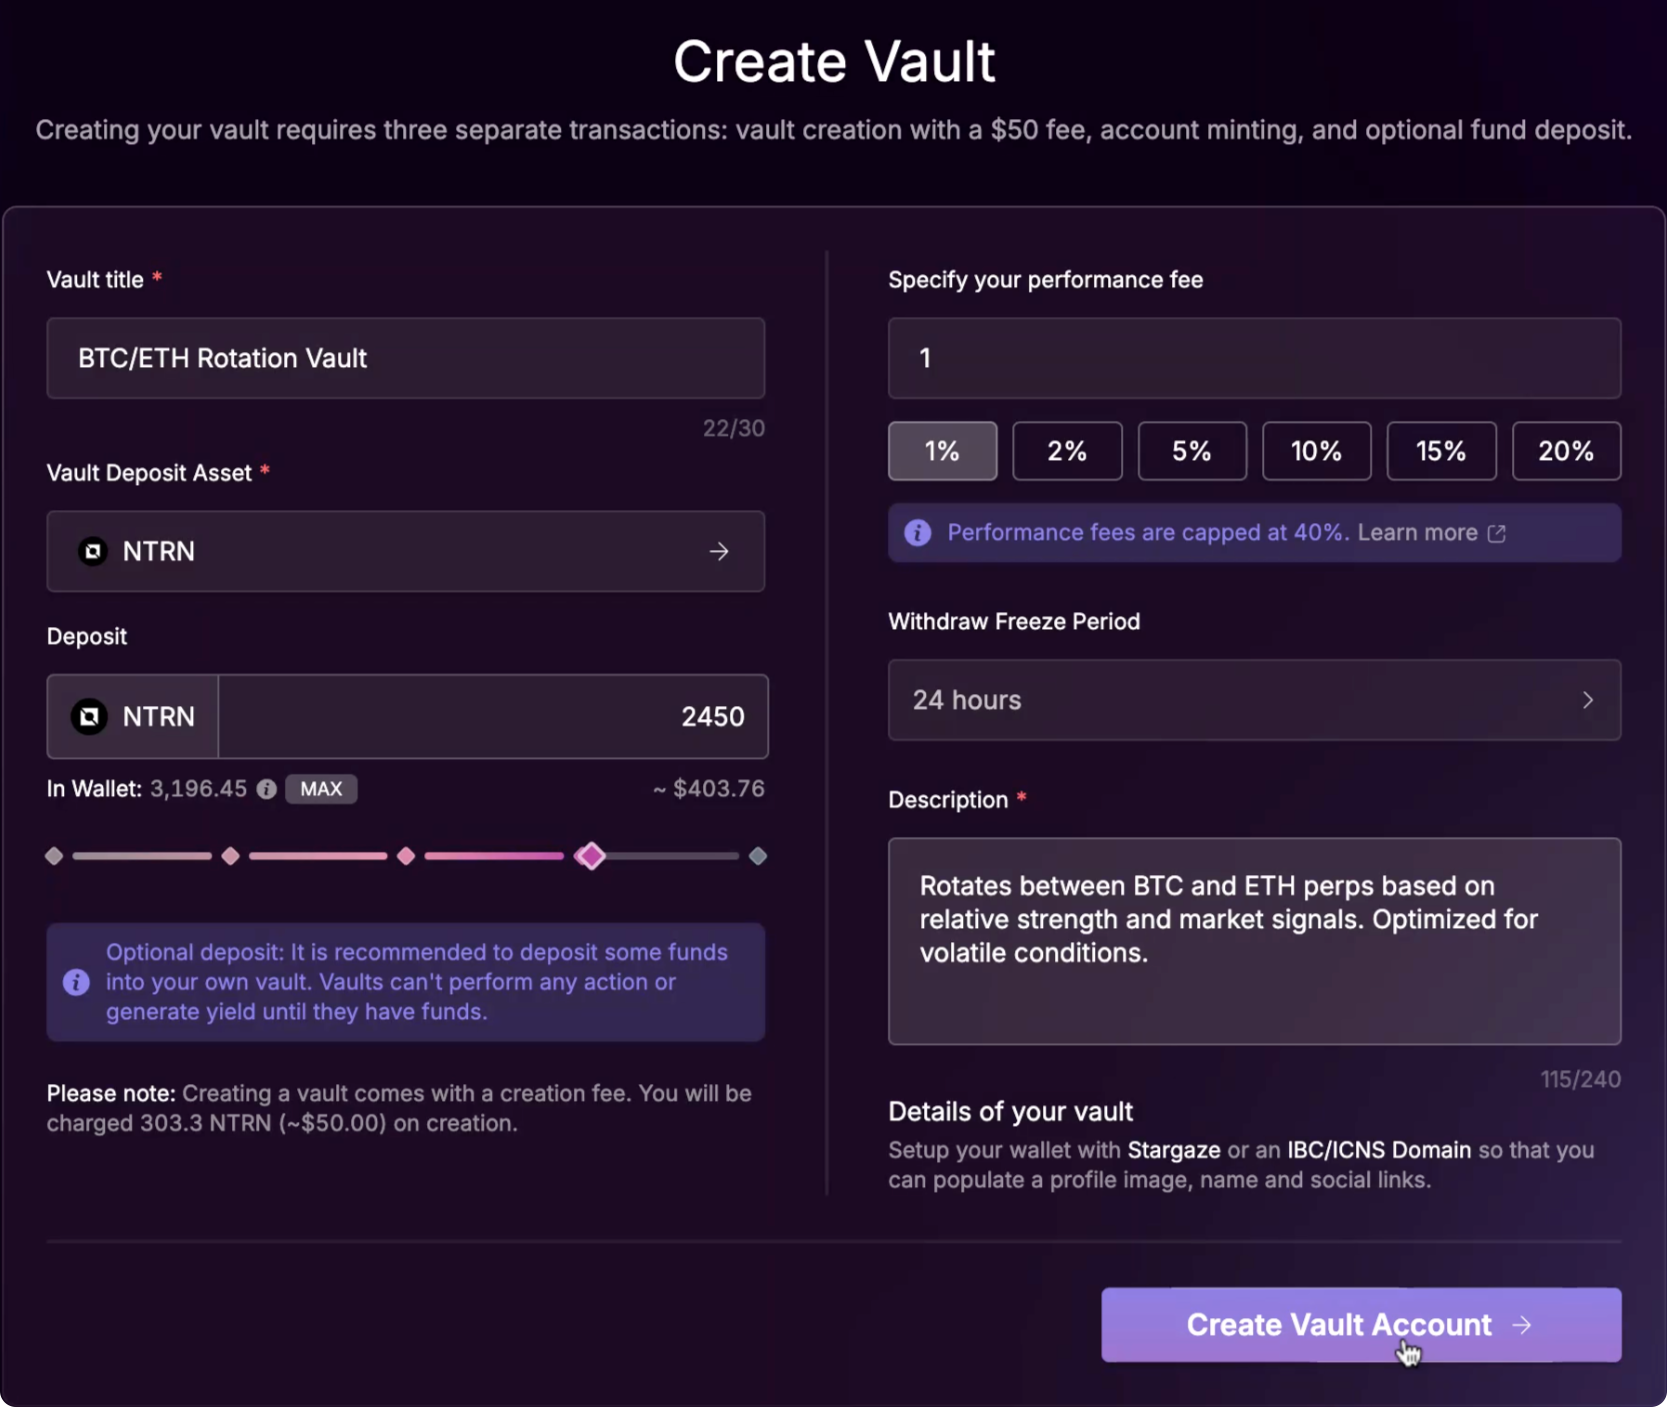 Create Vault
Creating your vault requires three separate transactions: vault creation with a $50 fee, account minting, and optional fund deposit.
Vault title *
BTC/ETH Rotation Vault
22/30
Vault Deposit Asset *
NTRN
Deposit
NTRN
2450
In Wallet: 3,196.45 MAX
~ $403.76
Optional deposit: It is recommended to deposit some funds
into your own vault. Vaults can't perform any action or
generate yield until they have funds.
Please note: Creating a vault comes with a creation fee. You will be
charged 303.3 NTRN (~$50.00) on creation.
Specify your performance fee
1
1% 2% 5% 10% 15% 20%
Performance fees are capped at 40%. Learn more
Withdraw Freeze Period
24 hours
Description *
Rotates between BTC and ETH perps based on
relative strength and market signals. Optimized for
volatile conditions.
115/240
Details of your vault
Setup your wallet with Stargaze or an IBC/ICNS Domain so that you
can populate a profile image, name and social links.
Create Vault Account